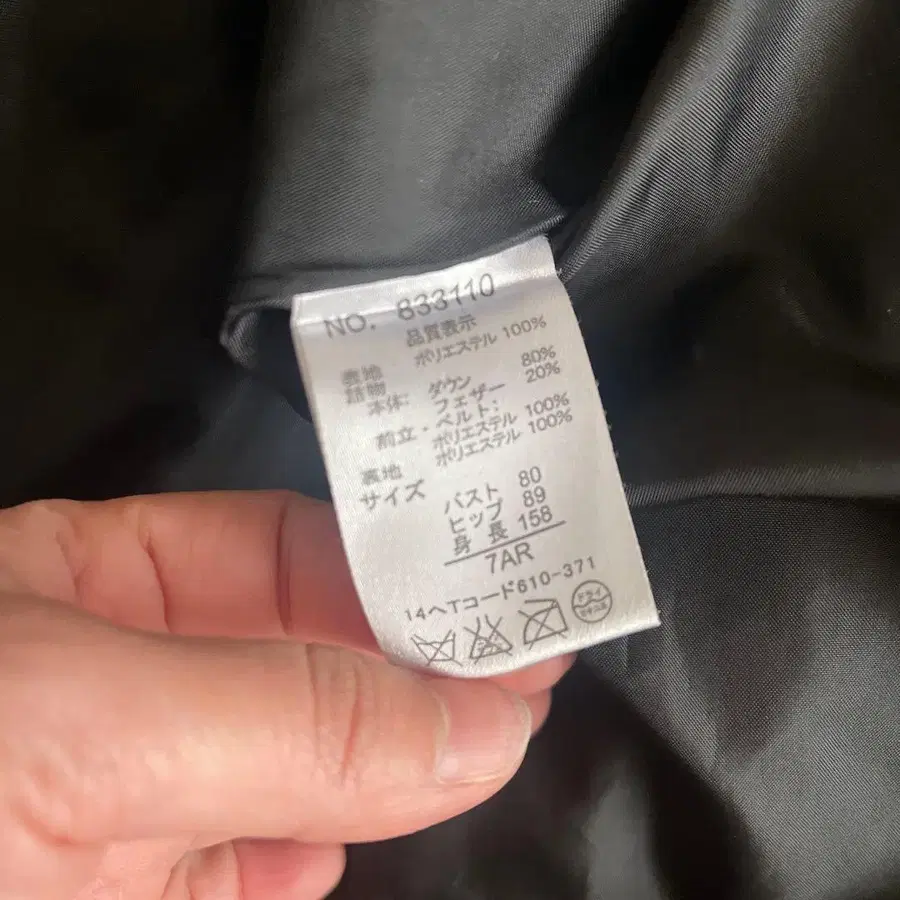 NO. 833110
品質表示
表地 ポリエステル 100%
詰物
本体: ダウン 80%
フェザー 20%
前立・ベルト:
ポリエステル 100%
裏地 ポリエステル 100%
サイズ
バスト 80
ヒップ 89
身長 158
7AR
14ヘTコード610-371
ドライ